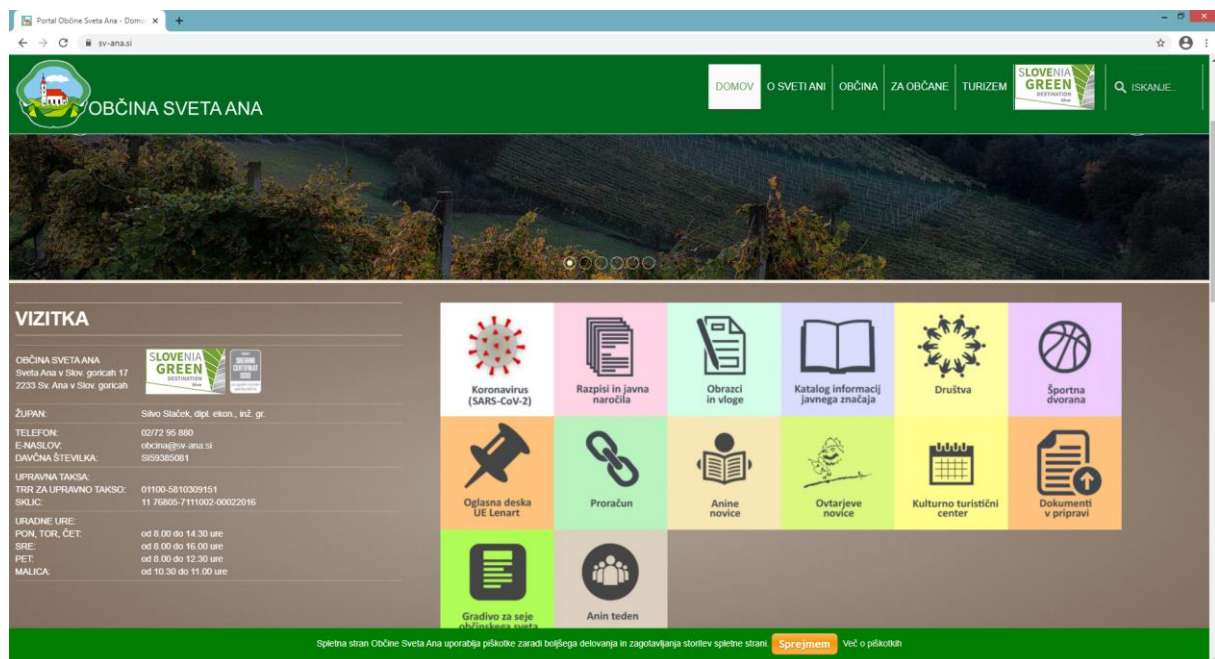 Portal Občine Sveta Ana - Domo
sv-ana.si
OBČINA SVETA ANA
DOMOV
O SVETI ANI
OBČINA
ZA OBČANE
TURIZEM
SLOVENIA
GREEN
DESTINATION
ISKANJE..
VIZITKA
OBČINA SVETA ANA
Sveta Ana v Slov. goricah 17
2233 Sv. Ana v Slov. goricah
SLOVENIA
GREEN
DESTINATION
ŽUPAN: Silvo Slaček, dipl. ekon., inž. gr.
TELEFON: 02/72 95 880
E-NASLOV: obcina@sv-ana.si
DAVČNA ŠTEVILKA: SI59385081
UPRAVNA TAKSA:
TRR ZA UPRAVNO TAKSO: 01100-5810309151
SKLIC: 11 76805-7111002-00022016
URADNE URE:
PON, TOR, ČET: od 8.00 do 14.30 ure
SRE: od 8.00 do 16.00 ure
PET: od 8.00 do 12.30 ure
MALICA: od 10.30 do 11.00 ure
Koronavirus
(SARS-CoV-2)
Razpisi in javna
naročila
Obrazci
in vloge
Katalog informacij
javnega značaja
Društva
Športna
dvorana
Oglasna deska
UE Lenart
Proračun
Anine
novice
Ovtarjeve
novice
Kulturno turistični
center
Dokumenti
v pripravi
Gradivo za seje
občinskega sveta
Anin teden
Spletna stran Občine Sveta Ana uporablja piškotke zaradi boljšega delovanja in zagotavljanja storitev spletne strani. Sprejmem Več o piškotkih